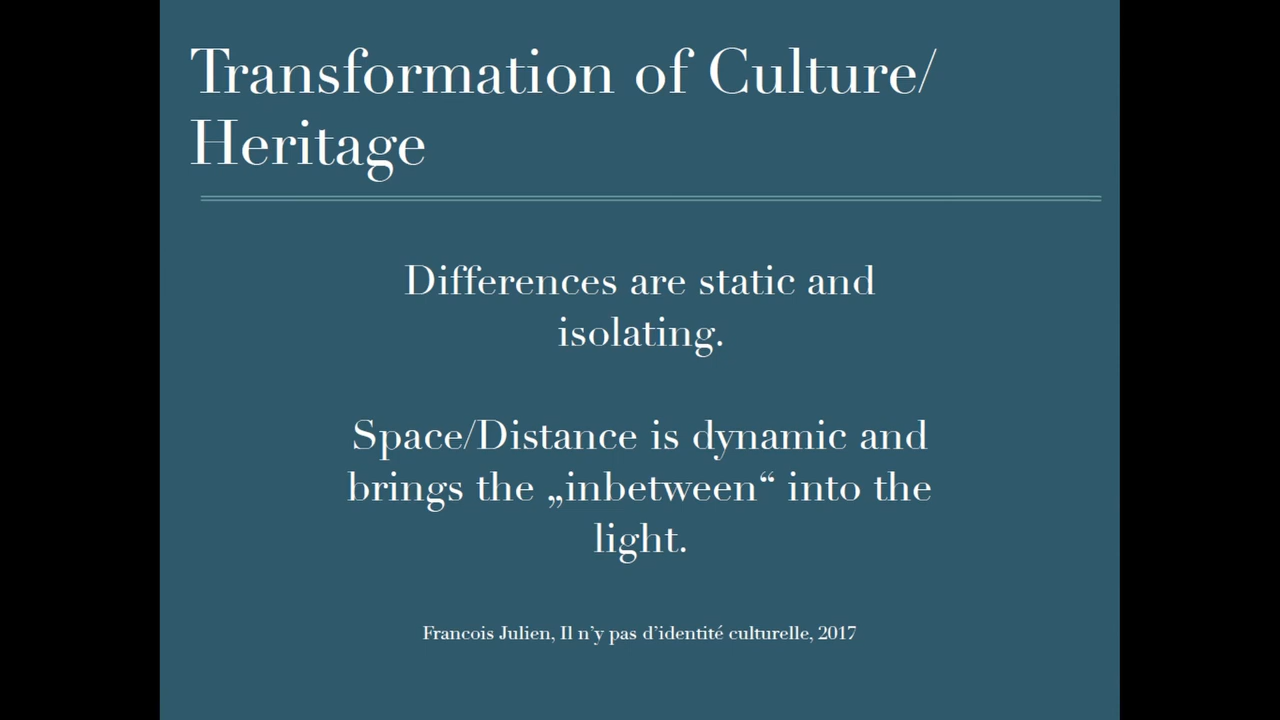 Transformation of Culture/
Heritage
Differences are static and
isolating.
Space/Distance is dynamic and
brings the „inbetween“ into the
light.
Francois Julien, Il n’y pas d’identité culturelle, 2017